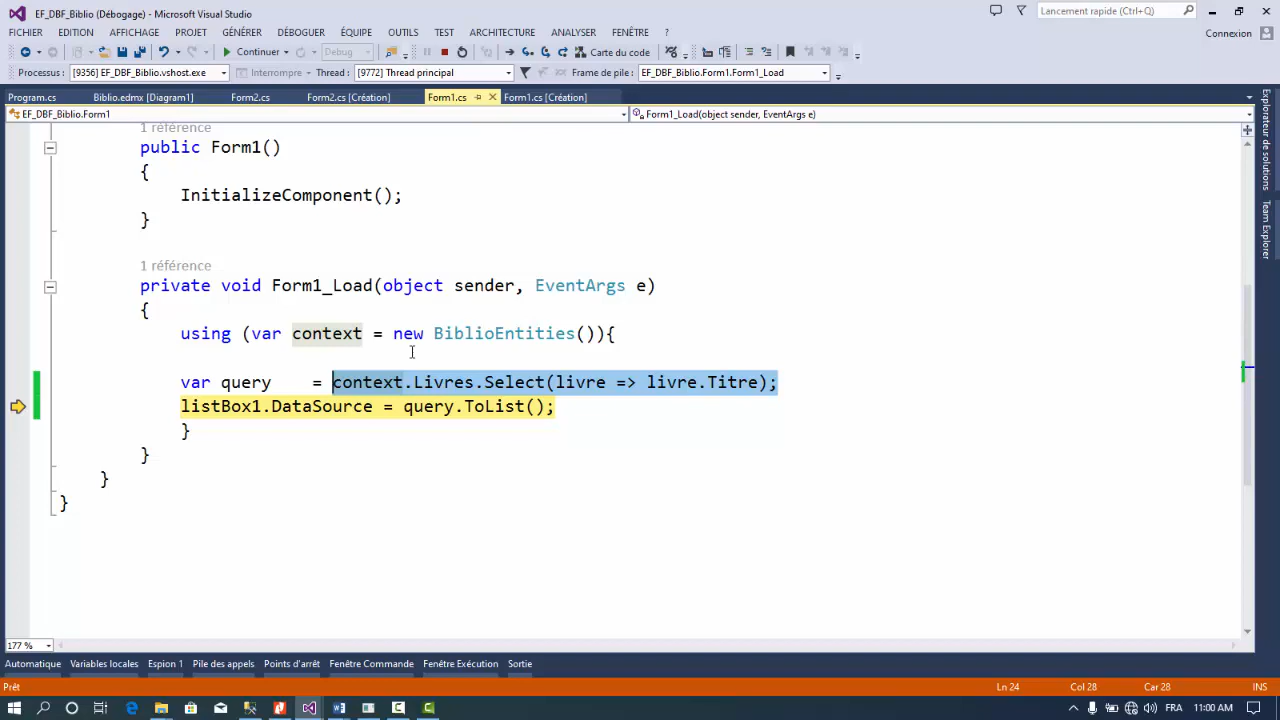 EF_DBF_Biblio (Débogage) - Microsoft Visual Studio
Lancement rapide (Ctrl+Q)
FICHIER EDITION AFFICHAGE PROJET GÉNÉRER DÉBOGUER ÉQUIPE OUTILS TEST ARCHITECTURE ANALYSER FENÊTRE ?
Connexion
Continuer Debug Carte du code
Processus : [9356] EF_DBF_Biblio.vshost.exe Interrompre Thread : [9772] Thread principal Frame de pile : EF_DBF_Biblio.Form1.Form1_Load
Program.cs Biblio.edmx [Diagram1] Form2.cs Form2.cs [Création] Form1.cs Form1.cs [Création]
EF_DBF_Biblio.Form1 Form1_Load(object sender, EventArgs e)
Explorateur de solutions
Team Explorer
1 référence
public Form1()
{
InitializeComponent();
}
1 référence
private void Form1_Load(object sender, EventArgs e)
{
using (var context = new BiblioEntities()){
var query    = context.Livres.Select(livre => livre.Titre);
listBox1.DataSource = query.ToList();
}
}
}
}
177 %
Automatique Variables locales Espion 1 Pile des appels Points d'arrêt Fenêtre Commande Fenêtre Exécution Sortie
Prêt Ln 24 Col 28 Car 28 INS
FRA 11:00 AM